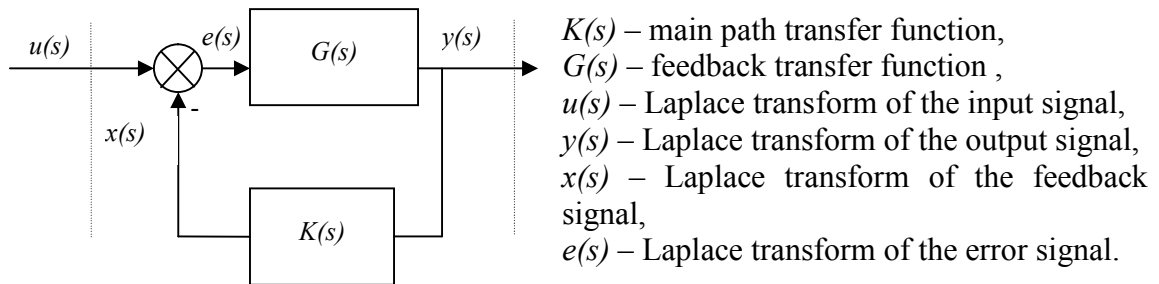 u(s)
e(s)
G(s)
y(s)
-
x(s)
K(s)
K(s) – main path transfer function,
G(s) – feedback transfer function ,
u(s) – Laplace transform of the input signal,
y(s) – Laplace transform of the output signal,
x(s) – Laplace transform of the feedback
signal,
e(s) – Laplace transform of the error signal.